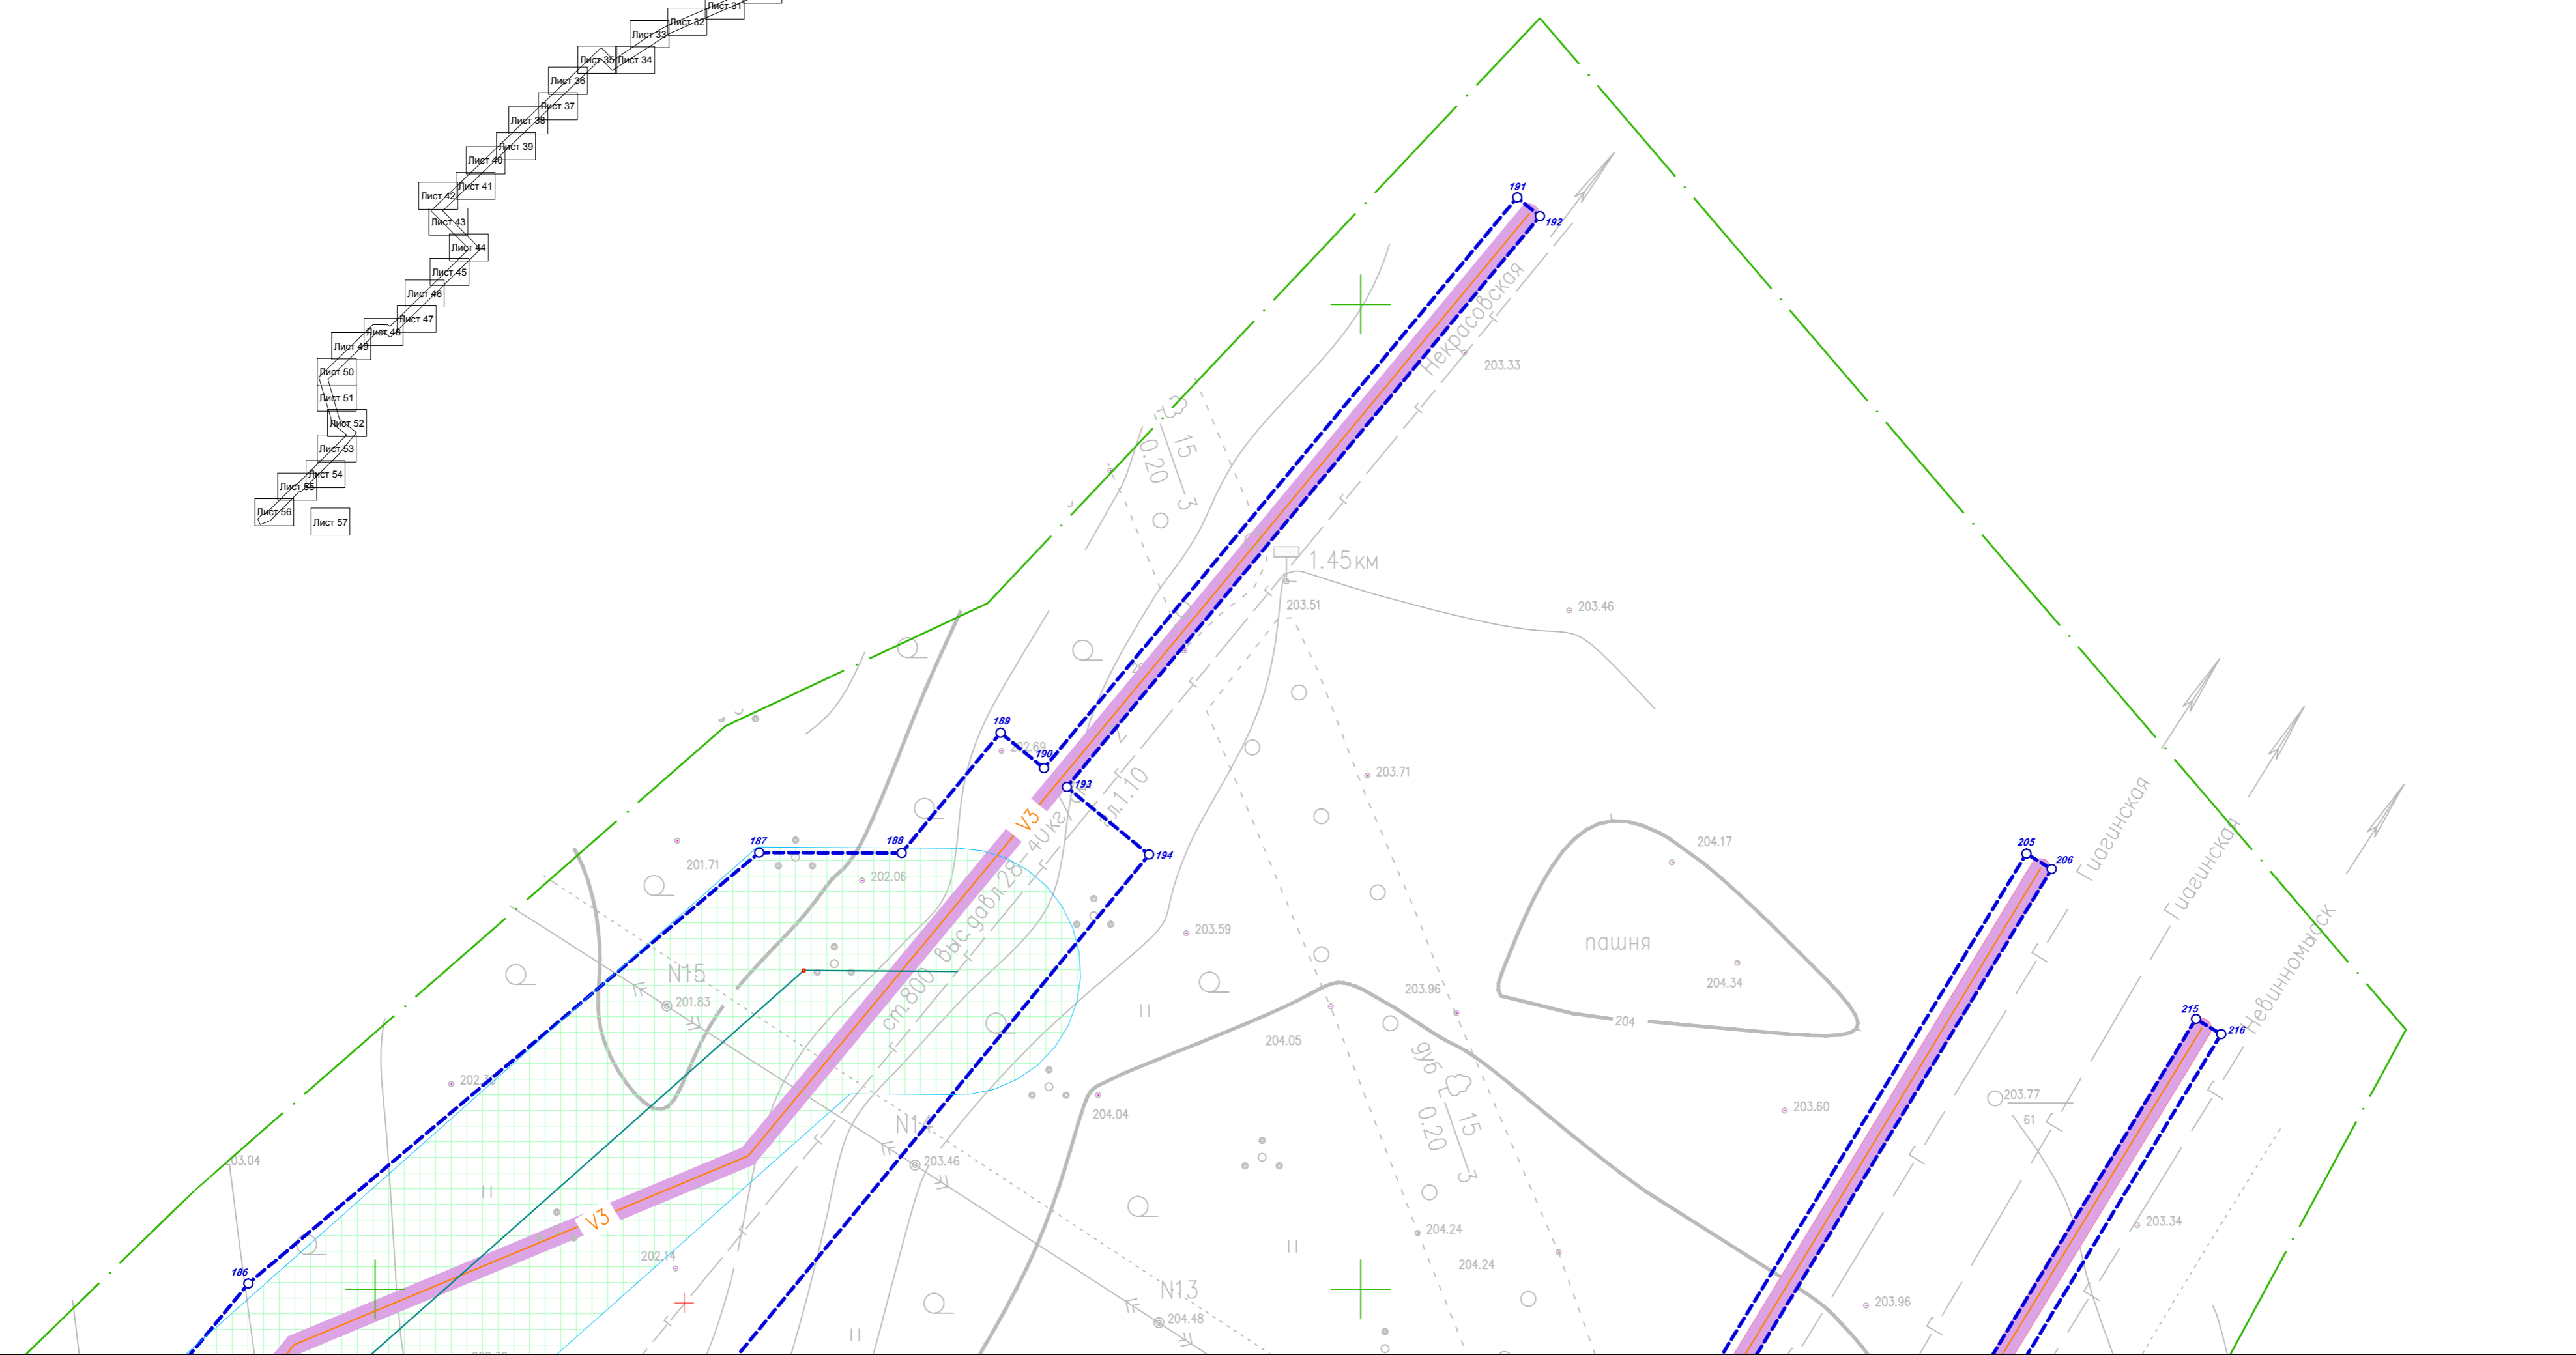 Лист 31
Лист 32
Лист 33
Лист 35
Лист 34
Лист 36
Лист 37
Лист 38
Лист 39
Лист 40
Лист 41
Лист 42
Лист 43
Лист 44
Лист 45
Лист 46
Лист 47
Лист 48
Лист 49
Лист 50
Лист 51
Лист 52
Лист 53
Лист 54
Лист 55
Лист 56
Лист 57
191
192
Некрасовская
203.33
15
0.20
3
1.45км
203.51
203.46
189
202.69
190
193
203.71
V3
187
188
194
201.71
202.06
204.17
205
206
Гиагинская
Гиагинская
Невинномысск
ст.800
выс.давл.28
гл.1.10
203.59
пашня
204.34
204
203.96
204.05
N15
201.83
215
216
дуб
15
0.20
3
204.04
N14
203.46
203.60
203.77
61
V3
186
202.14
204.24
204.24
203.34
N13
204.48
203.96